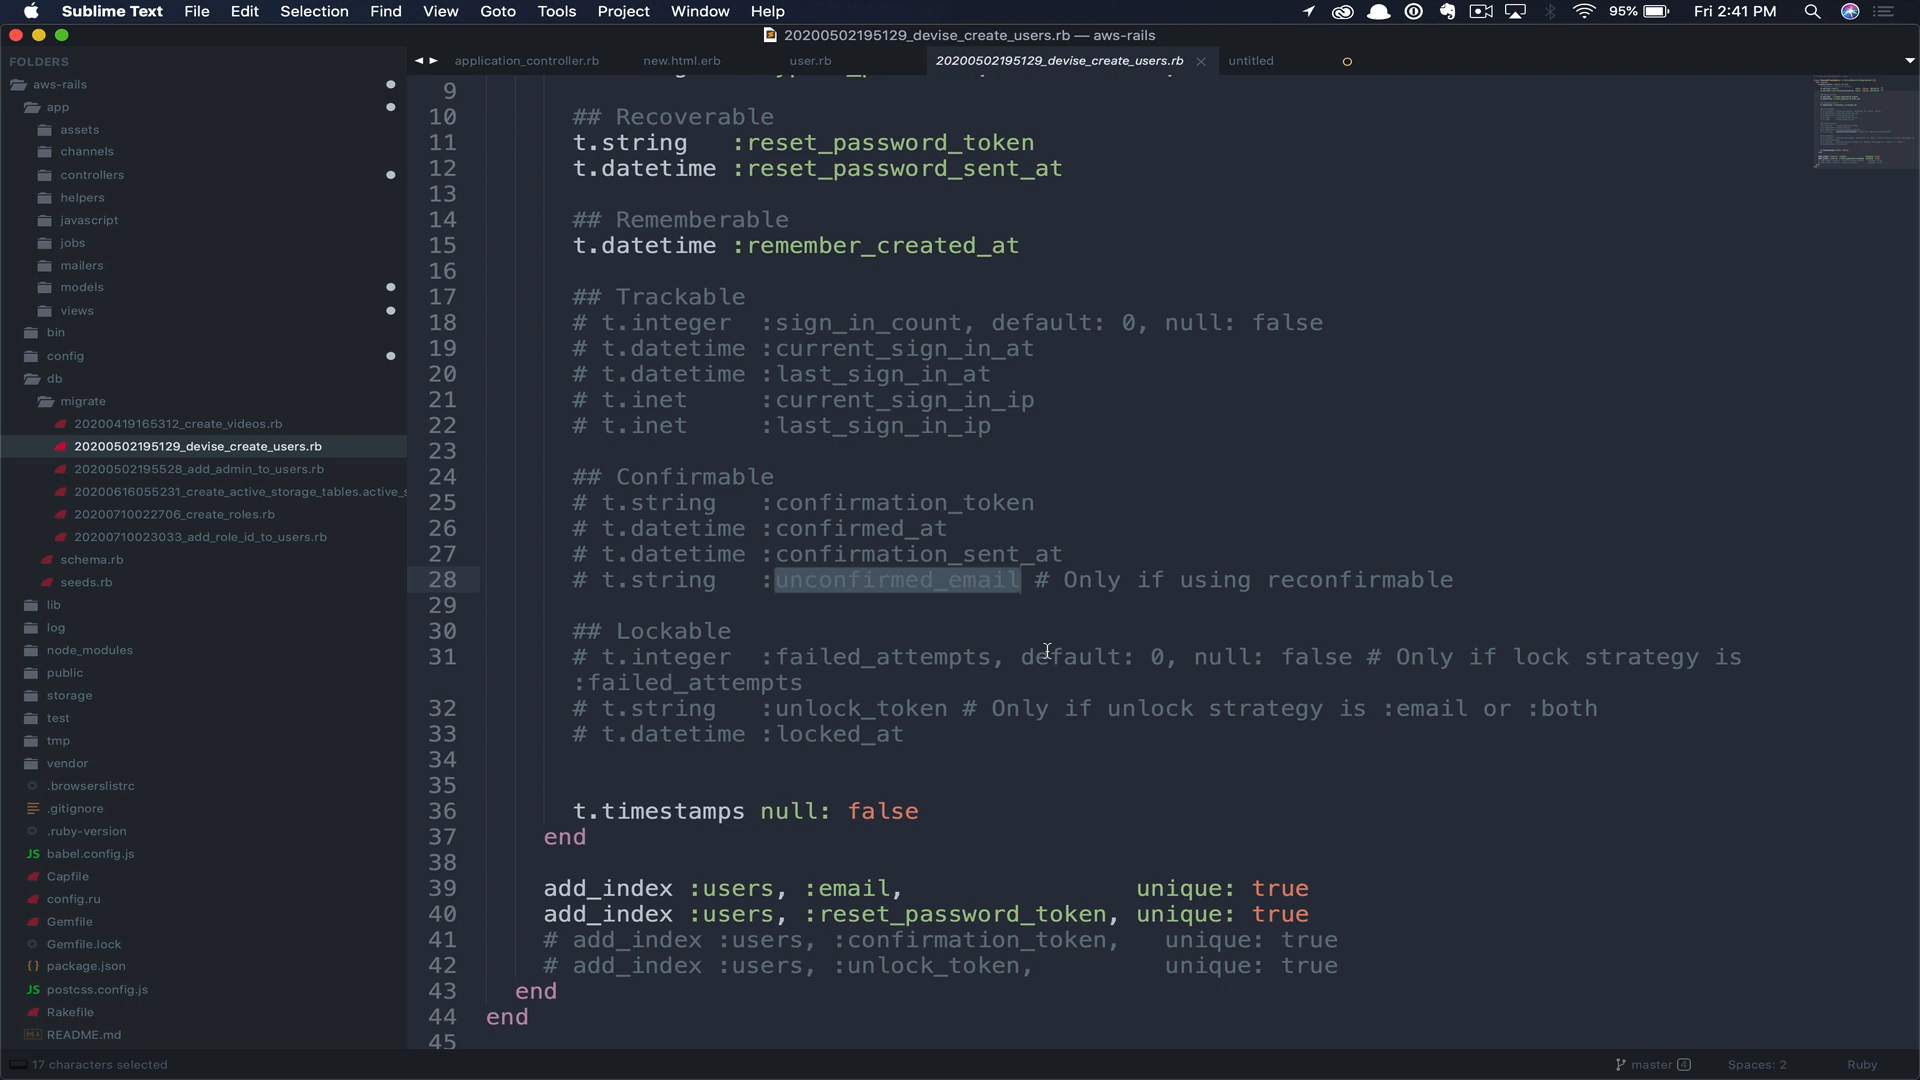 Sublime Text File Edit Selection Find View Goto Tools Project Window Help 95% Fri 2:41 PM
20200502195129_devise_create_users.rb — aws-rails
application_controller.rb new.html.erb user.rb 20200502195129_devise_create_users.rb untitled
FOLDERS
aws-rails
app
assets
channels
controllers
helpers
javascript
jobs
mailers
models
views
bin
config
db
migrate
20200419165312_create_videos.rb
20200502195129_devise_create_users.rb
20200502195528_add_admin_to_users.rb
20200616055231_create_active_storage_tables.active_s
20200710022706_create_roles.rb
20200710023033_add_role_id_to_users.rb
schema.rb
seeds.rb
lib
log
node_modules
public
storage
test
tmp
vendor
.browserslistrc
.gitignore
.ruby-version
JS babel.config.js
Capfile
config.ru
Gemfile
Gemfile.lock
{} package.json
JS postcss.config.js
Rakefile
README.md
9
10 ## Recoverable
11 t.string :reset_password_token
12 t.datetime :reset_password_sent_at
13
14 ## Rememberable
15 t.datetime :remember_created_at
16
17 ## Trackable
18 # t.integer :sign_in_count, default: 0, null: false
19 # t.datetime :current_sign_in_at
20 # t.datetime :last_sign_in_at
21 # t.inet :current_sign_in_ip
22 # t.inet :last_sign_in_ip
23
24 ## Confirmable
25 # t.string :confirmation_token
26 # t.datetime :confirmed_at
27 # t.datetime :confirmation_sent_at
28 # t.string :unconfirmed_email # Only if using reconfirmable
29
30 ## Lockable
31 # t.integer :failed_attempts, default: 0, null: false # Only if lock strategy is
:failed_attempts
32 # t.string :unlock_token # Only if unlock strategy is :email or :both
33 # t.datetime :locked_at
34
35
36 t.timestamps null: false
37 end
38
39 add_index :users, :email, unique: true
40 add_index :users, :reset_password_token, unique: true
41 # add_index :users, :confirmation_token, unique: true
42 # add_index :users, :unlock_token, unique: true
43 end
44 end
45
17 characters selected master 4 Spaces: 2 Ruby